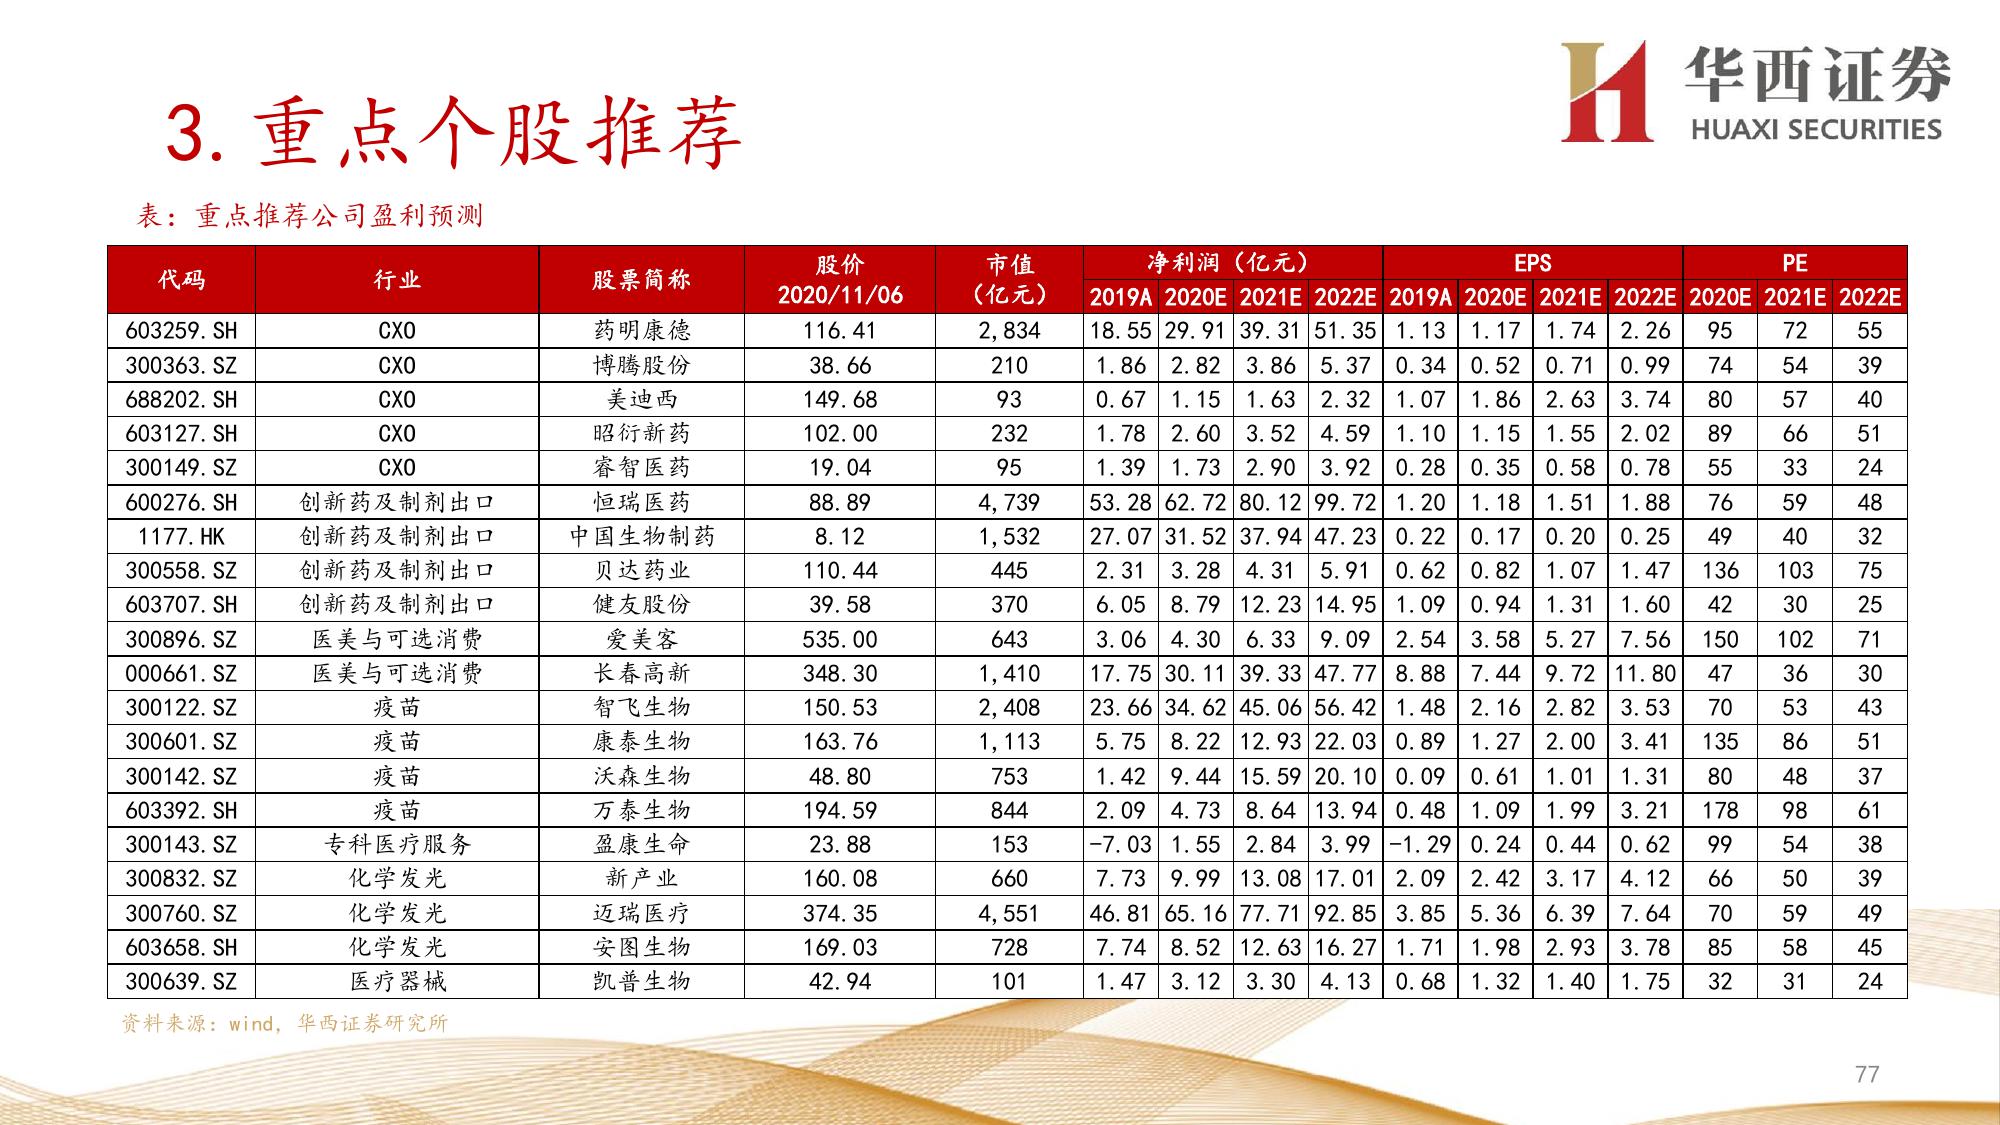 华西证券
HUAXI SECURITIES
3. 重点个股推荐
表：重点推荐公司盈利预测
代码 行业 股票简称 股价 2020/11/06 市值（亿元） 净利润（亿元） EPS PE
2019A 2020E 2021E 2022E 2019A 2020E 2021E 2022E 2020E 2021E 2022E
603259.SH CXO 药明康德 116.41 2,834 18.55 29.91 39.31 51.35 1.13 1.17 1.74 2.26 95 72 55
300363.SZ CXO 博腾股份 38.66 210 1.86 2.82 3.86 5.37 0.34 0.52 0.71 0.99 74 54 39
688202.SH CXO 美迪西 149.68 93 0.67 1.15 1.63 2.32 1.07 1.86 2.63 3.74 80 57 40
603127.SH CXO 昭衍新药 102.00 232 1.78 2.60 3.52 4.59 1.10 1.15 1.55 2.02 89 66 51
300149.SZ CXO 睿智医药 19.04 95 1.39 1.73 2.90 3.92 0.28 0.35 0.58 0.78 55 33 24
600276.SH 创新药及制剂出口 恒瑞医药 88.89 4,739 53.28 62.72 80.12 99.72 1.20 1.18 1.51 1.88 76 59 48
1177.HK 创新药及制剂出口 中国生物制药 8.12 1,532 27.07 31.52 37.94 47.23 0.22 0.17 0.20 0.25 49 40 32
300558.SZ 创新药及制剂出口 贝达药业 110.44 445 2.31 3.28 4.31 5.91 0.62 0.82 1.07 1.47 136 103 75
603707.SH 创新药及制剂出口 健友股份 39.58 370 6.05 8.79 12.23 14.95 1.09 0.94 1.31 1.60 42 30 25
300896.SZ 医美与可选消费 爱美客 535.00 643 3.06 4.30 6.33 9.09 2.54 3.58 5.27 7.56 150 102 71
000661.SZ 医美与可选消费 长春高新 348.30 1,410 17.75 30.11 39.33 47.77 8.88 7.44 9.72 11.80 47 36 30
300122.SZ 疫苗 智飞生物 150.53 2,408 23.66 34.62 45.06 56.42 1.48 2.16 2.82 3.53 70 53 43
300601.SZ 疫苗 康泰生物 163.76 1,113 5.75 8.22 12.93 22.03 0.89 1.27 2.00 3.41 135 86 51
300142.SZ 疫苗 沃森生物 48.80 753 1.42 9.44 15.59 20.10 0.09 0.61 1.01 1.31 80 48 37
603392.SH 疫苗 万泰生物 194.59 844 2.09 4.73 8.64 13.94 0.48 1.09 1.99 3.21 178 98 61
300143.SZ 专科医疗服务 盈康生命 23.88 153 -7.03 1.55 2.84 3.99 -1.29 0.24 0.44 0.62 99 54 38
300832.SZ 化学发光 新产业 160.08 660 7.73 9.99 13.08 17.01 2.09 2.42 3.17 4.12 66 50 39
300760.SZ 化学发光 迈瑞医疗 374.35 4,551 46.81 65.16 77.71 92.85 3.85 5.36 6.39 7.64 70 59 49
603658.SH 化学发光 安图生物 169.03 728 7.74 8.52 12.63 16.27 1.71 1.98 2.93 3.78 85 58 45
300639.SZ 医疗器械 凯普生物 42.94 101 1.47 3.12 3.30 4.13 0.68 1.32 1.40 1.75 32 31 24
资料来源：wind，华西证券研究所
77